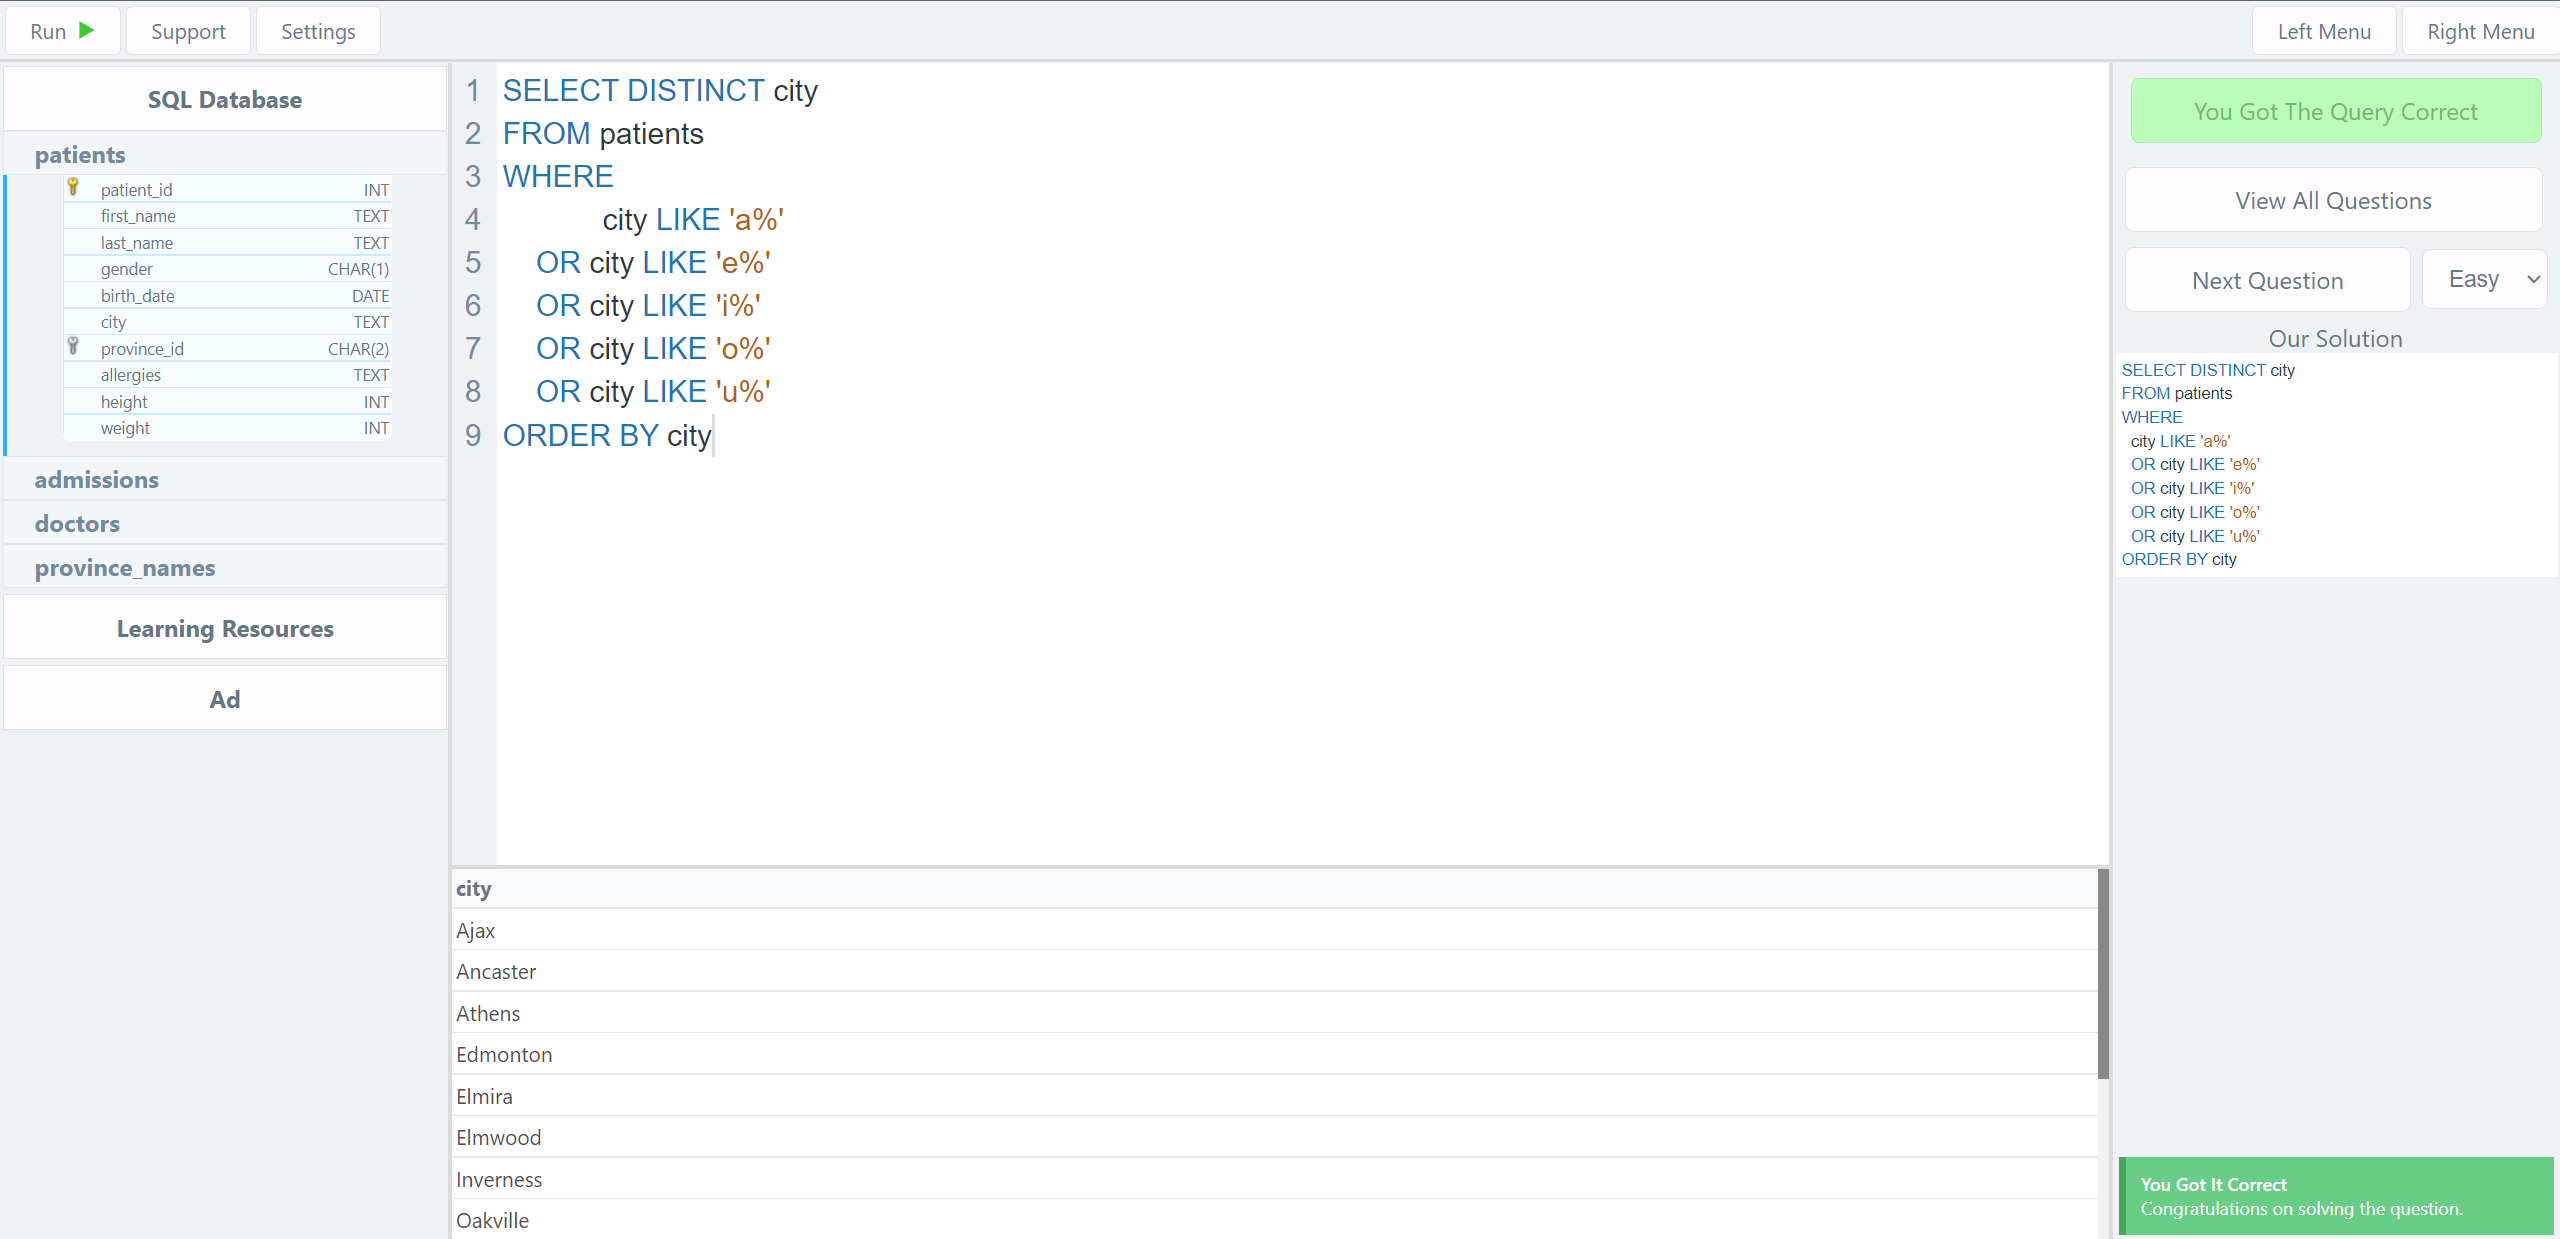 Run
Support
Settings
Left Menu
Right Menu
SQL Database
patients
patient_id INT
first_name TEXT
last_name TEXT
gender CHAR(1)
birth_date DATE
city TEXT
province_id CHAR(2)
allergies TEXT
height INT
weight INT
admissions
doctors
province_names
Learning Resources
Ad
1 SELECT DISTINCT city
2 FROM patients
3 WHERE
4 city LIKE 'a%'
5 OR city LIKE 'e%'
6 OR city LIKE 'i%'
7 OR city LIKE 'o%'
8 OR city LIKE 'u%'
9 ORDER BY city
city
Ajax
Ancaster
Athens
Edmonton
Elmira
Elmwood
Inverness
Oakville
You Got The Query Correct
View All Questions
Next Question
Easy
Our Solution
SELECT DISTINCT city
FROM patients
WHERE
city LIKE 'a%'
OR city LIKE 'e%'
OR city LIKE 'i%'
OR city LIKE 'o%'
OR city LIKE 'u%'
ORDER BY city
You Got It Correct
Congratulations on solving the question.